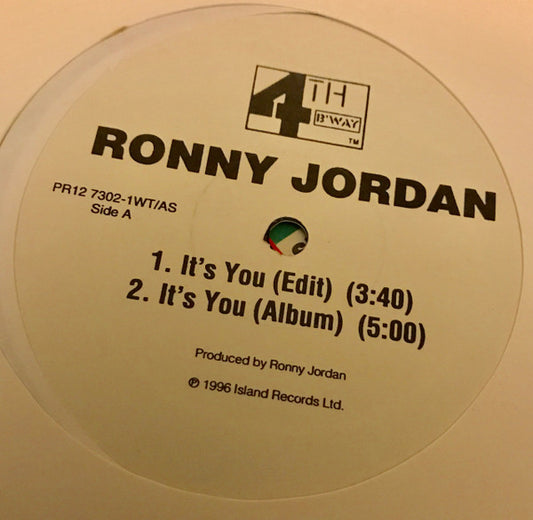 4TH
B'WAY
TM
RONNY JORDAN
PR12 7302-1WT/AS
Side A
1. It's You (Edit) (3:40)
2. It's You (Album) (5:00)
Produced by Ronny Jordan
℗ 1996 Island Records Ltd.